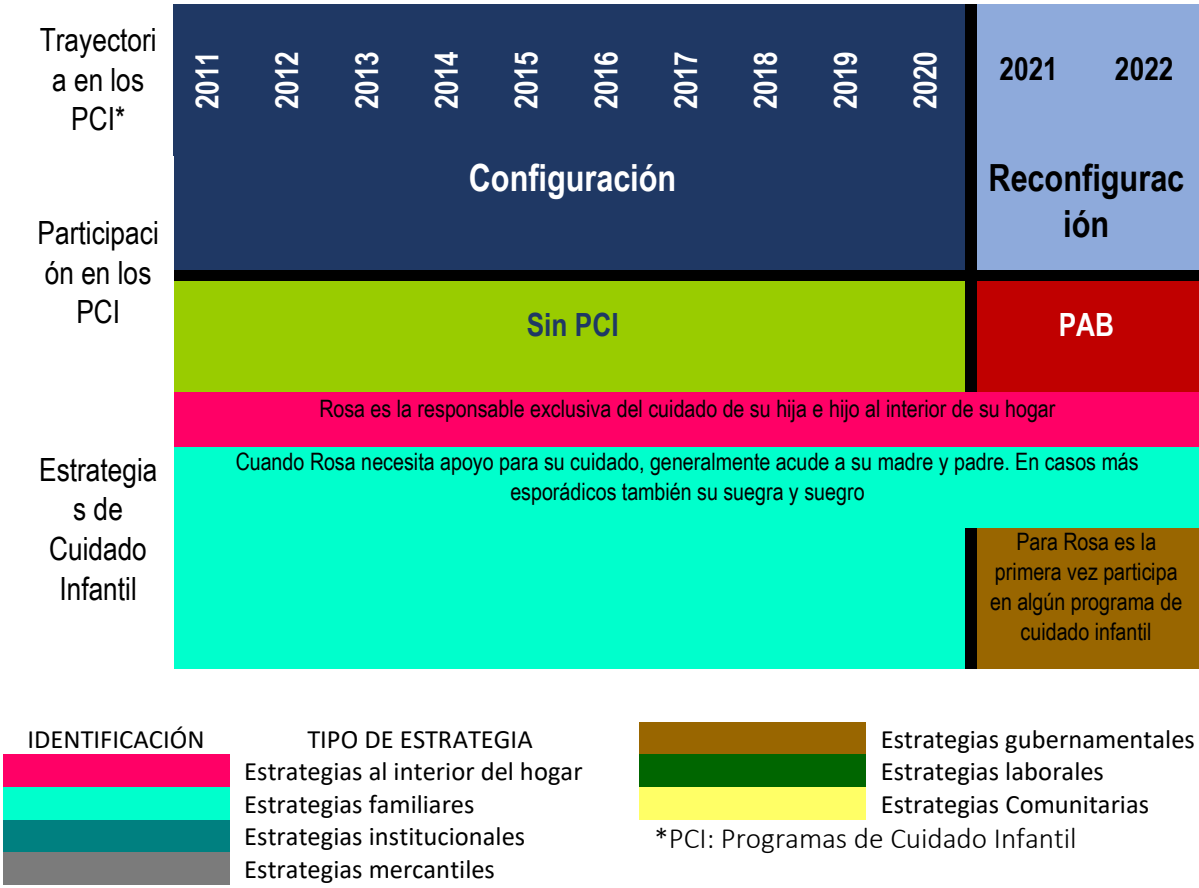 Trayectori
a en los
PCI*
2011
2012
2013
2014
2015
2016
2017
2018
2019
2020
2021 2022
Configuración
Reconfigurac
ión
Participaci
ón en los
PCI
Sin PCI
PAB
Rosa es la responsable exclusiva del cuidado de su hija e hijo al interior de su hogar
Estrategia
s de
Cuidado
Infantil
Cuando Rosa necesita apoyo para su cuidado, generalmente acude a su madre y padre. En casos más
esporádicos también su suegra y suegro
Para Rosa es la
primera vez participa
en algún programa de
cuidado infantil
IDENTIFICACIÓN TIPO DE ESTRATEGIA
Estrategias al interior del hogar
Estrategias familiares
Estrategias institucionales
Estrategias mercantiles
Estrategias gubernamentales
Estrategias laborales
Estrategias Comunitarias
*PCI: Programas de Cuidado Infantil